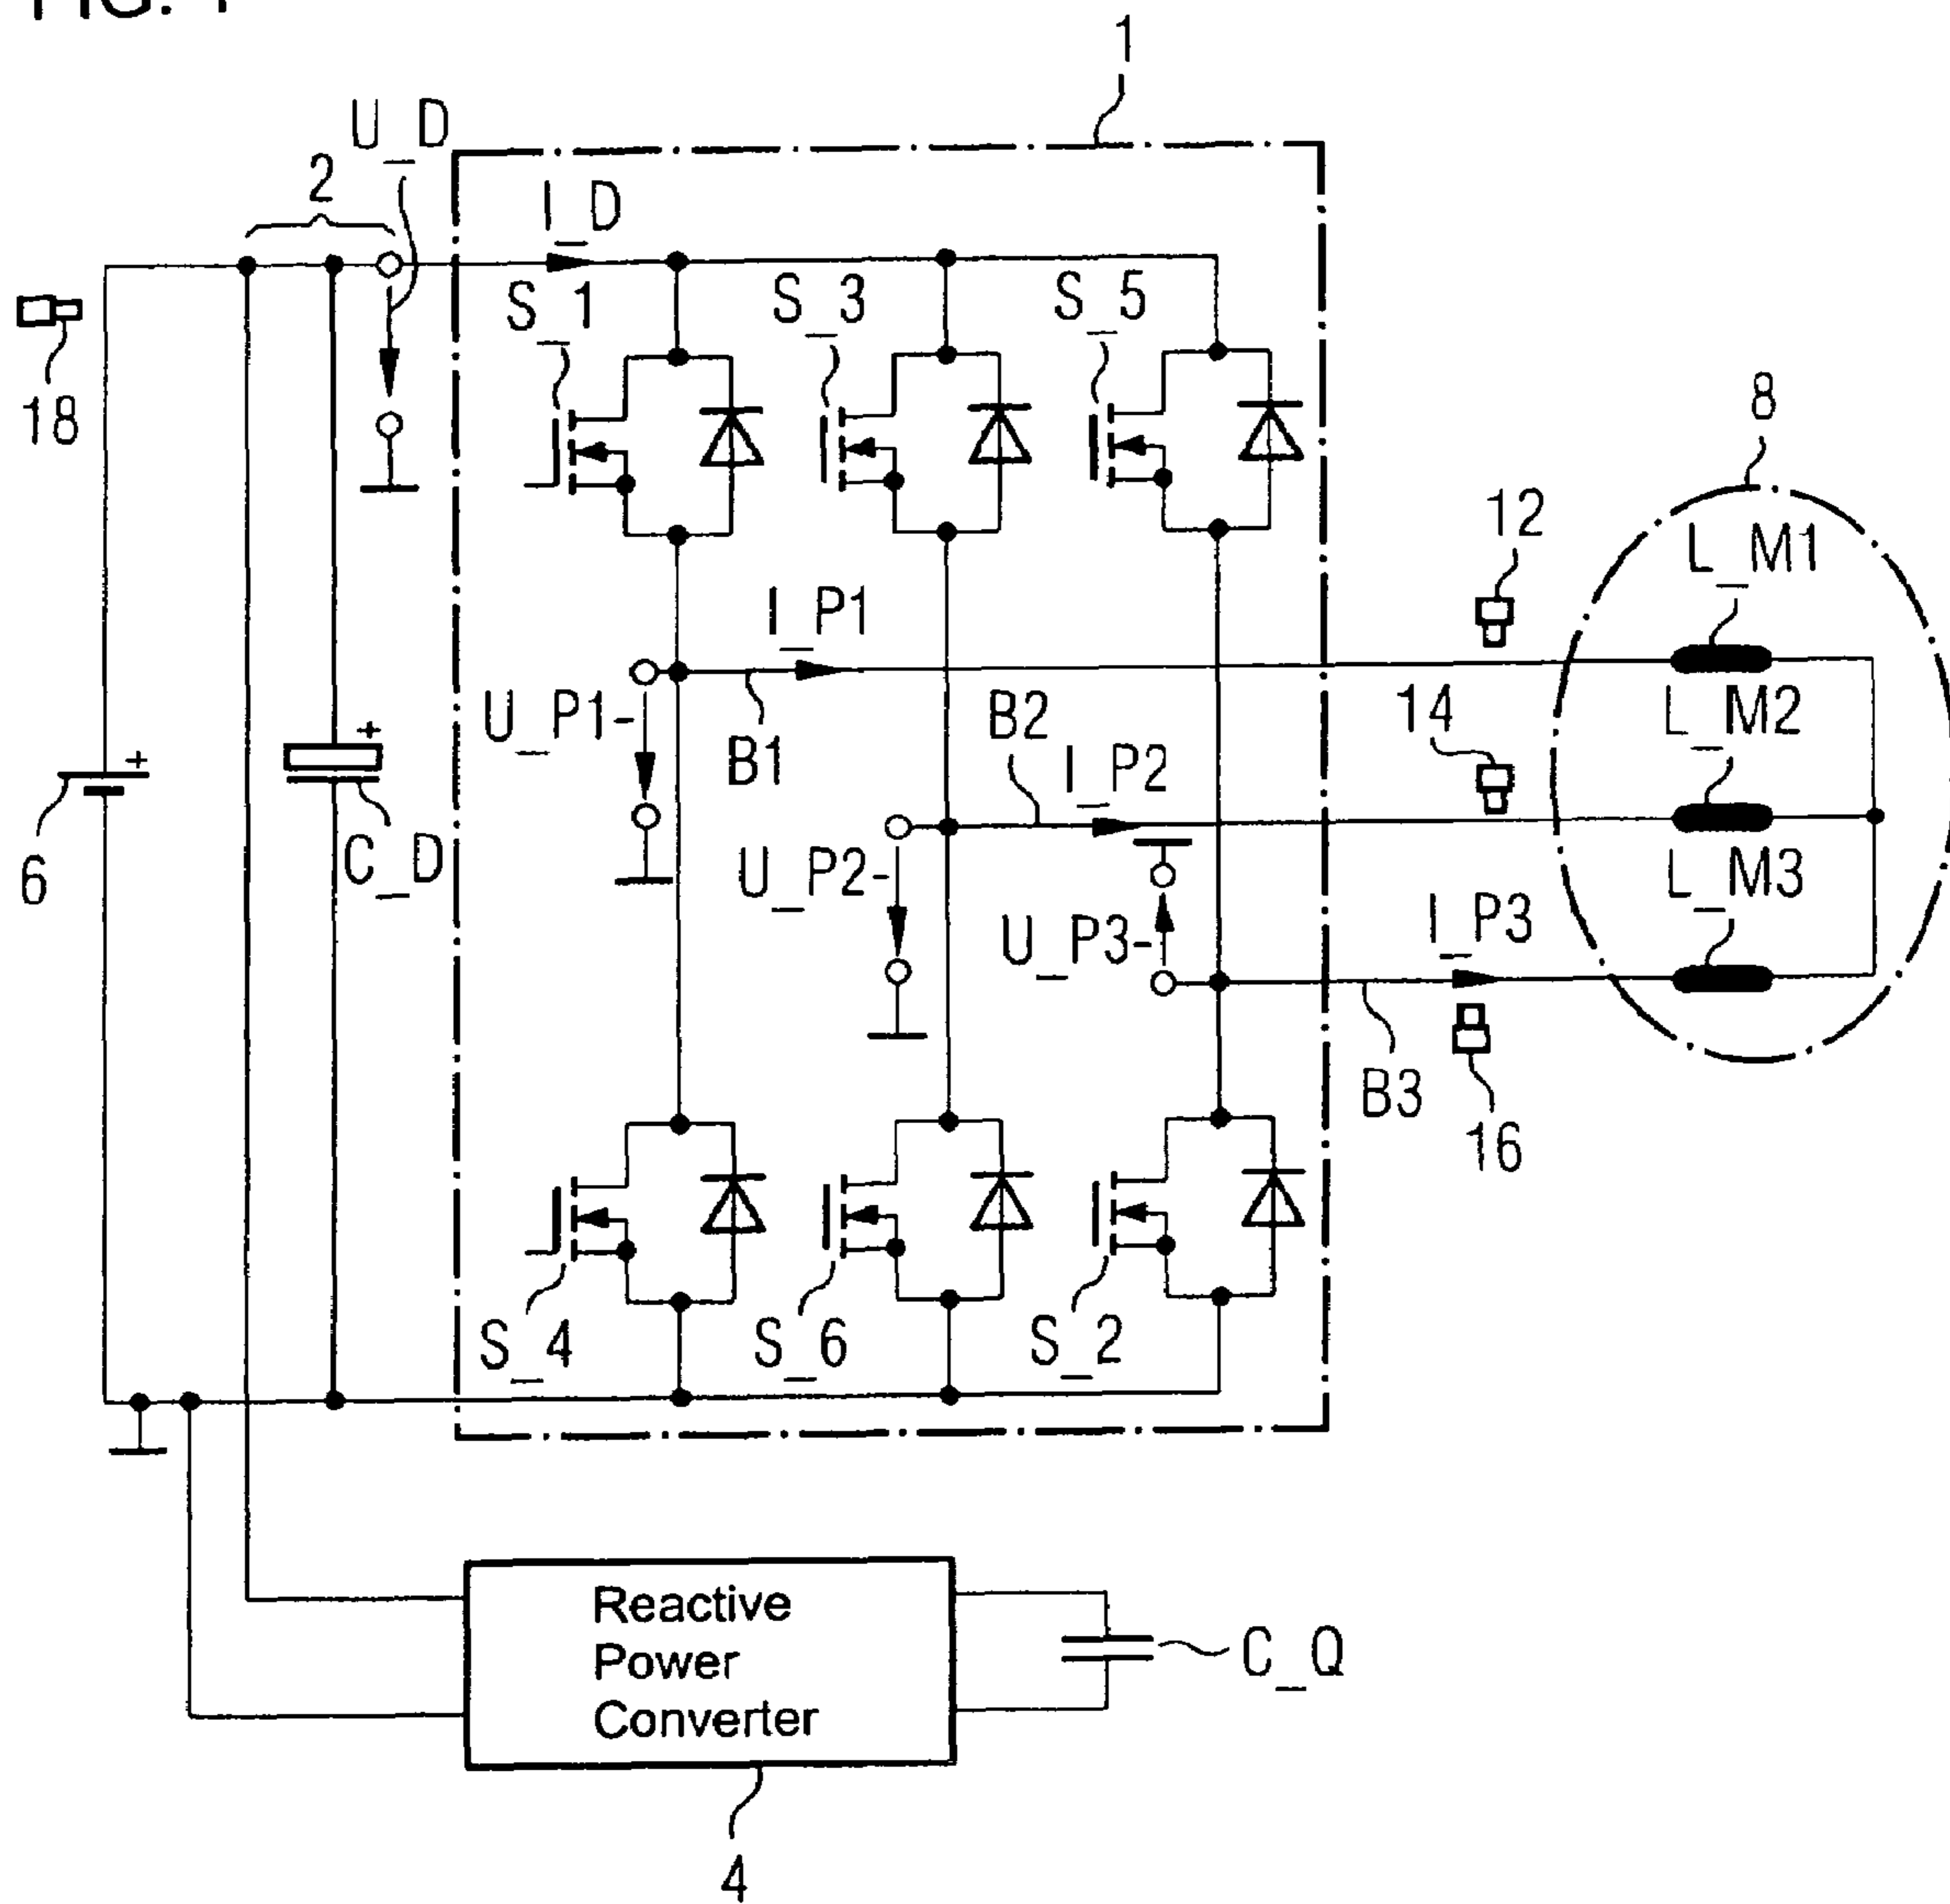 1
U_D
2
I_D
S_1
S_3
S_5
18
8
12
L_M1
I_P1
14
L_M2
U_P1
B1
B2
I_P2
+
+
6
C_D
U_P2
L_M3
U_P3
I_P3
B3
16
S_4
S_6
S_2
Reactive
Power
Converter
C_Q
4